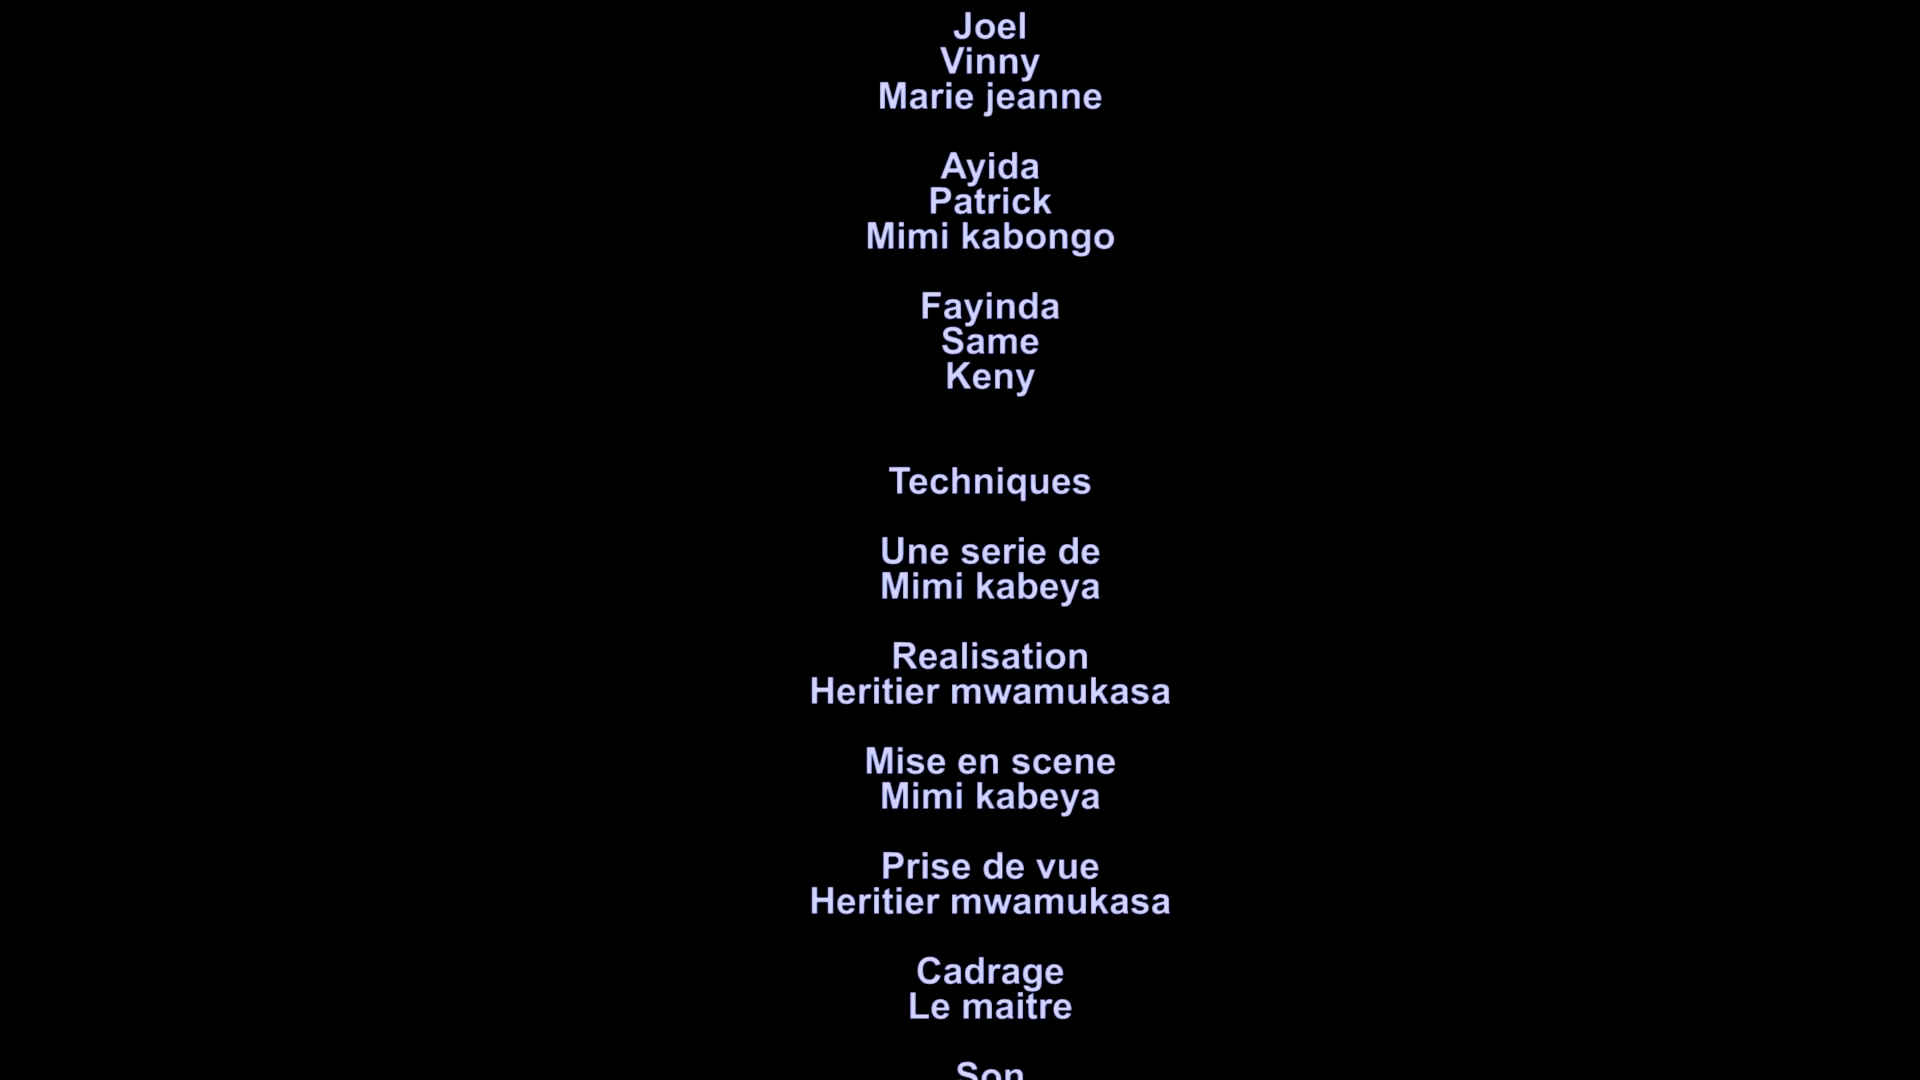 Joel
Vinny
Marie jeanne
Ayida
Patrick
Mimi kabongo
Fayinda
Same
Keny
Techniques
Une serie de
Mimi kabeya
Realisation
Heritier mwamukasa
Mise en scene
Mimi kabeya
Prise de vue
Heritier mwamukasa
Cadrage
Le maitre
Son